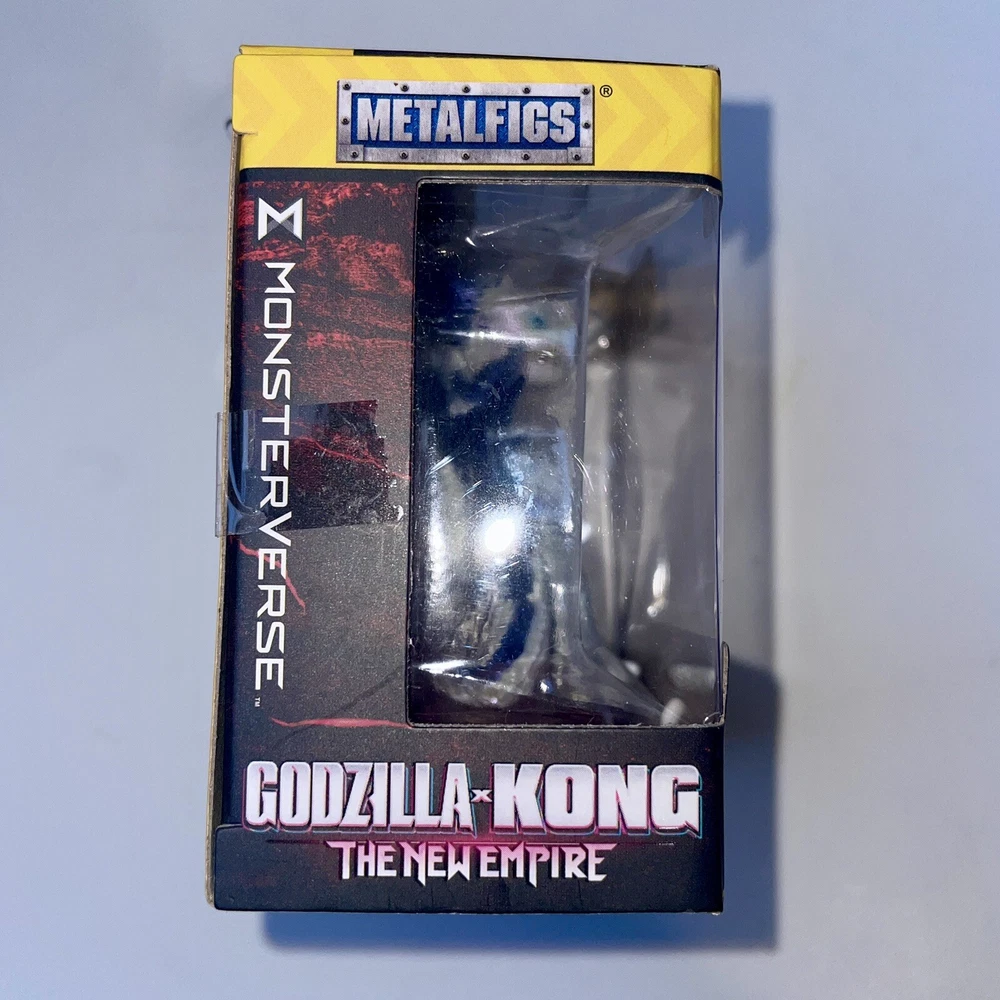 METALFIGS®
MONSTERVERSE™
GODZILLA x KONG
THE NEW EMPIRE